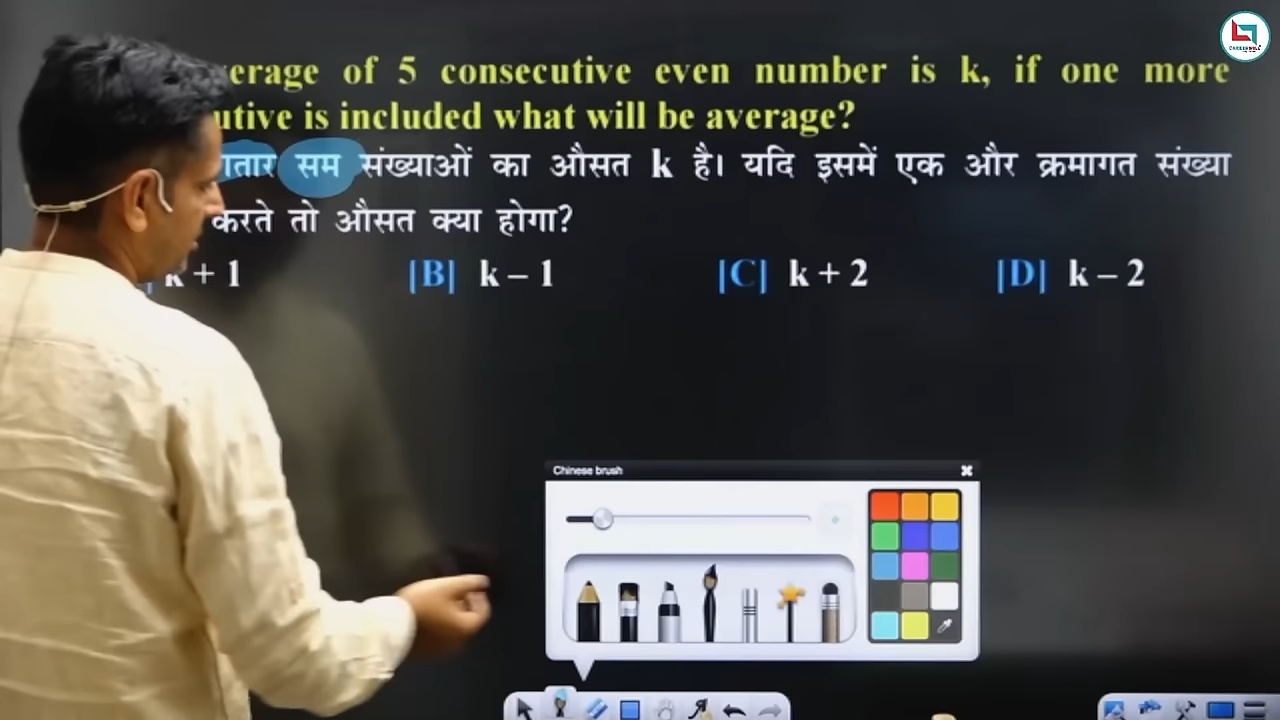 verage of 5 consecutive even number is k, if one more
utive is included what will be average?
गातार सम संख्याओं का औसत k है। यदि इसमें एक और क्रमागत संख्या
करते तो औसत क्या होगा?
k + 1 [B] k – 1 [C] k + 2 [D] k – 2
Chinese brush